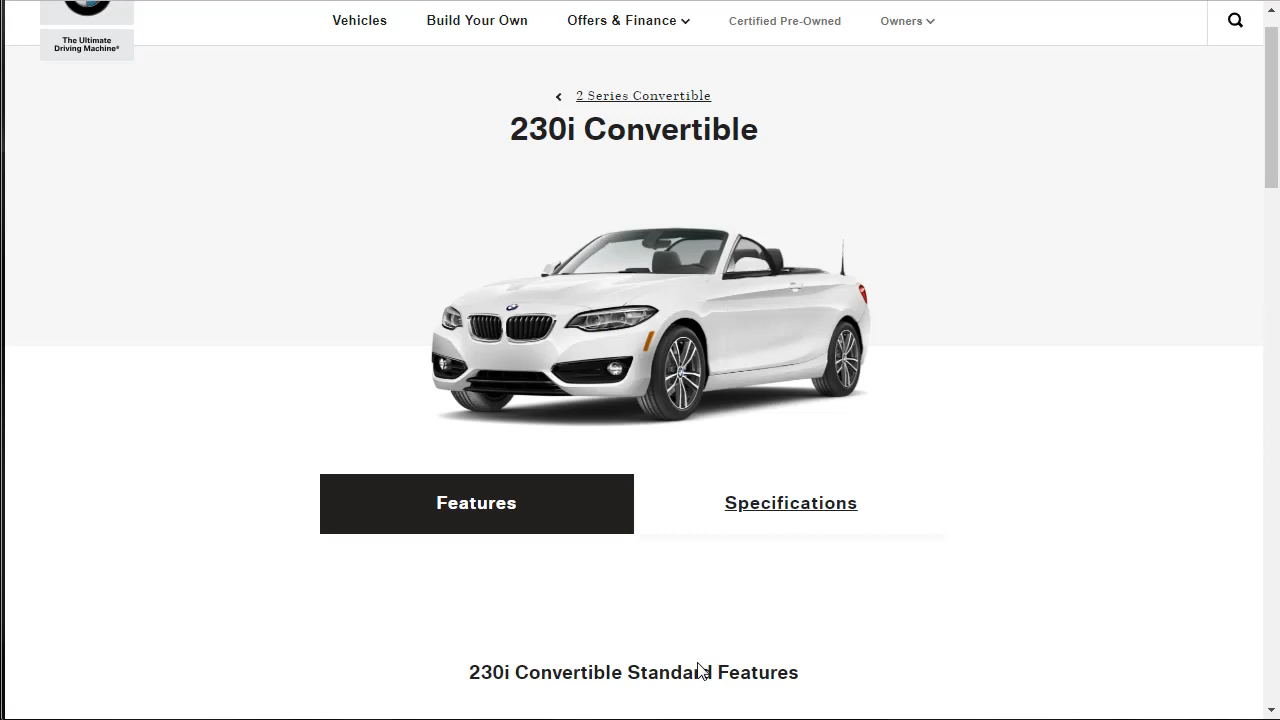 The Ultimate
Driving Machine®
Vehicles
Build Your Own
Offers & Finance
Certified Pre-Owned
Owners
2 Series Convertible
230i Convertible
Features
Specifications
230i Convertible Standard Features